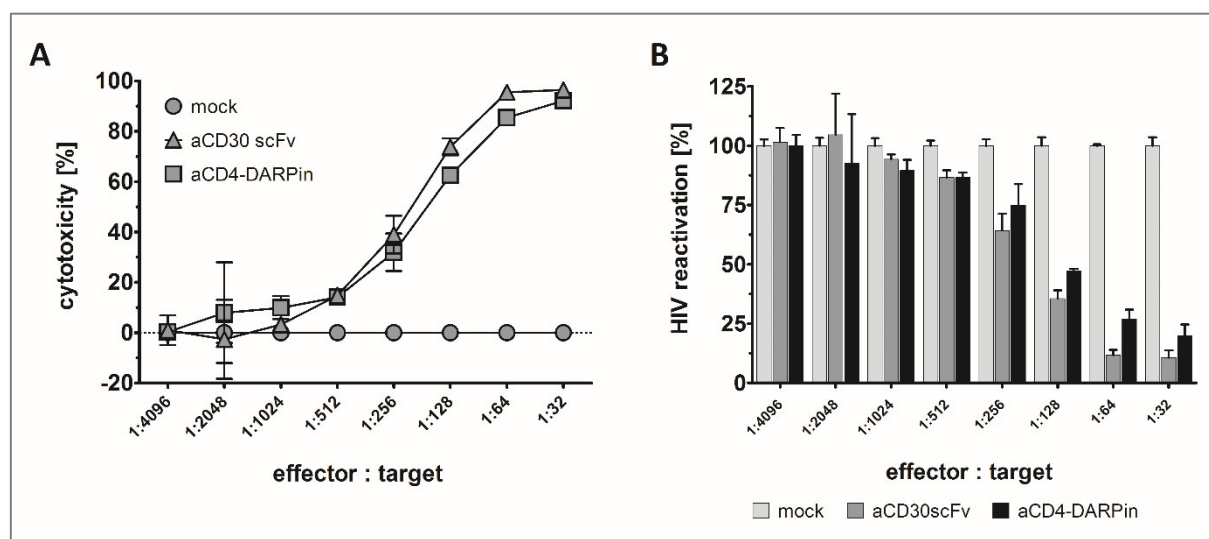 A
cytotoxicity [%]
100
80
60
40
20
0
-20
mock
aCD30 scFv
aCD4-DARPin
1:4096
1:2048
1:1024
1:512
1:256
1:128
1:64
1:32
effector : target
B
HIV reactivation [%]
125
100
75
50
25
0
1:4096
1:2048
1:1024
1:512
1:256
1:128
1:64
1:32
effector : target
mock aCD30scFv aCD4-DARPin